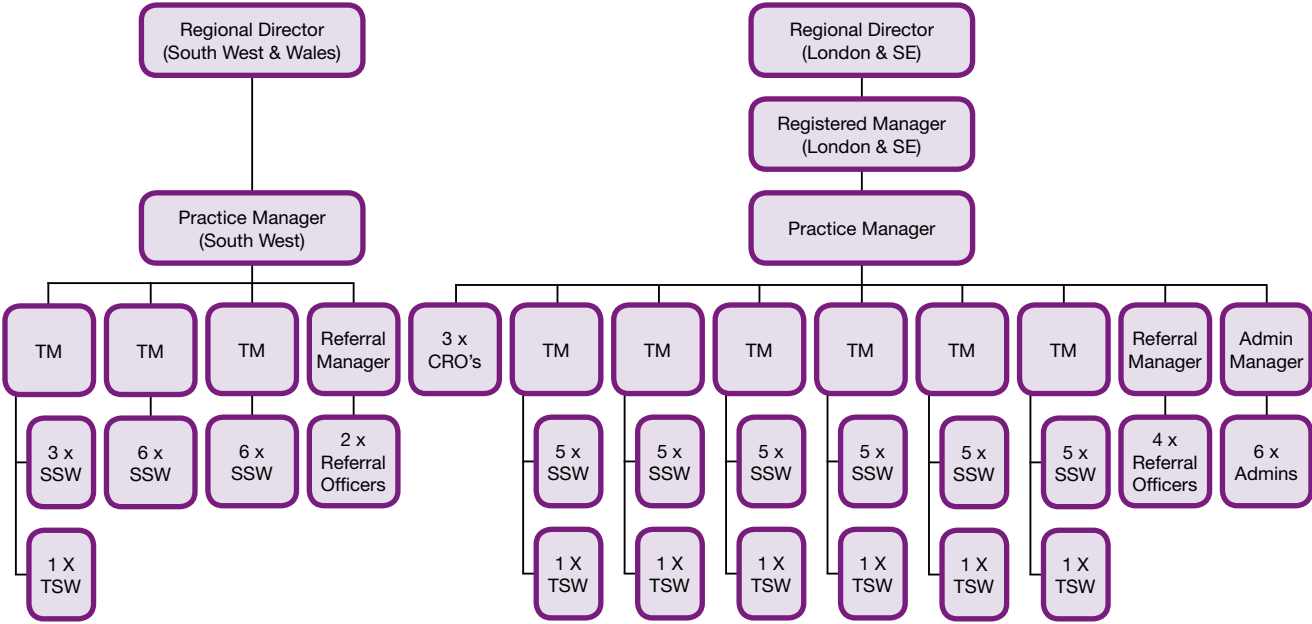 Regional Director
(South West & Wales)
Regional Director
(London & SE)
Registered Manager
(London & SE)
Practice Manager
(South West)
Practice Manager
TM
TM
TM
Referral
Manager
3 x
CRO's
TM
TM
TM
TM
TM
TM
Referral
Manager
Admin
Manager
3 x
SSW
6 x
SSW
6 x
SSW
2 x
Referral
Officers
5 x
SSW
5 x
SSW
5 x
SSW
5 x
SSW
5 x
SSW
5 x
SSW
4 x
Referral
Officers
6 x
Admins
1 X
TSW
1 X
TSW
1 X
TSW
1 X
TSW
1 X
TSW
1 X
TSW
1 X
TSW